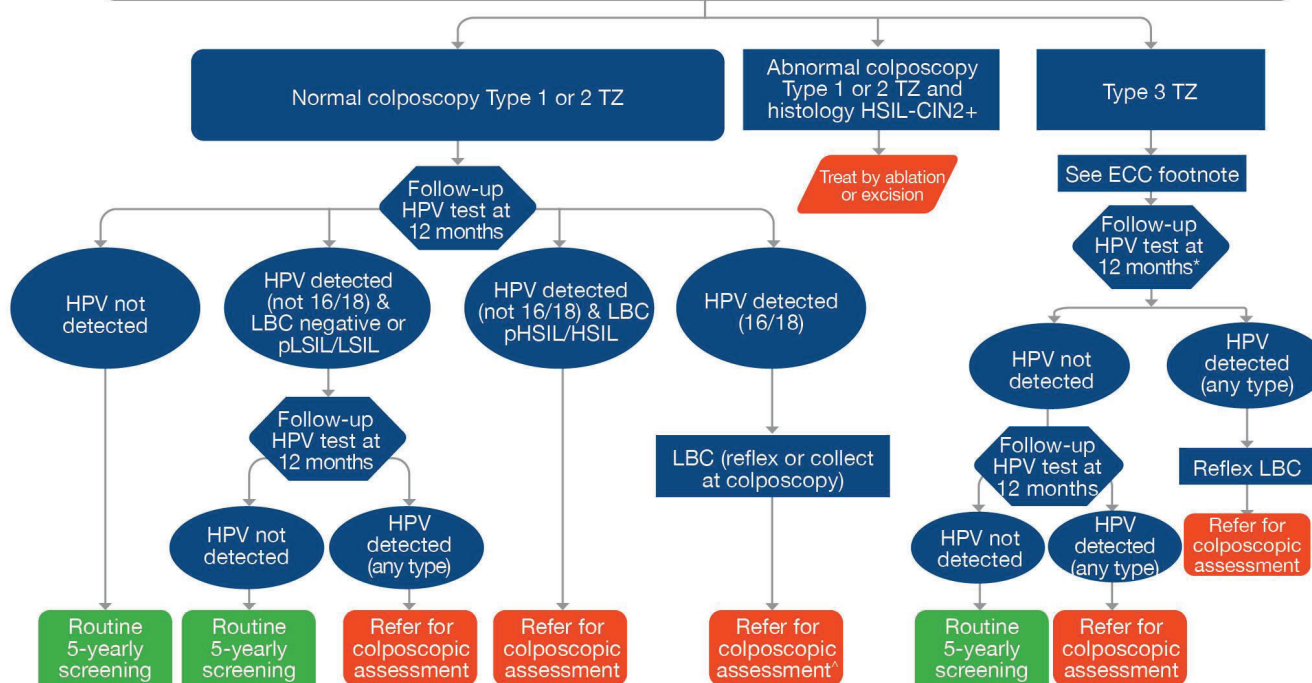 Normal colposcopy Type 1 or 2 TZ
Abnormal colposcopy
Type 1 or 2 TZ and
histology HSIL-CIN2+
Type 3 TZ
Treat by ablation
or excision
See ECC footnote
Follow-up
HPV test at
12 months
Follow-up
HPV test at
12 months*
HPV not
detected
HPV detected
(not 16/18) &
LBC negative or
pLSIL/LSIL
HPV detected
(not 16/18) & LBC
pHSIL/HSIL
HPV detected
(16/18)
HPV not
detected
HPV
detected
(any type)
Follow-up
HPV test at
12 months
LBC (reflex or collect
at colposcopy)
Follow-up
HPV test at
12 months
Reflex LBC
HPV not
detected
HPV
detected
(any type)
HPV not
detected
HPV
detected
(any type)
Refer for
colposcopic
assessment
Routine
5-yearly
screening
Routine
5-yearly
screening
Refer for
colposcopic
assessment
Refer for
colposcopic
assessment
Refer for
colposcopic
assessment^
Routine
5-yearly
screening
Refer for
colposcopic
assessment